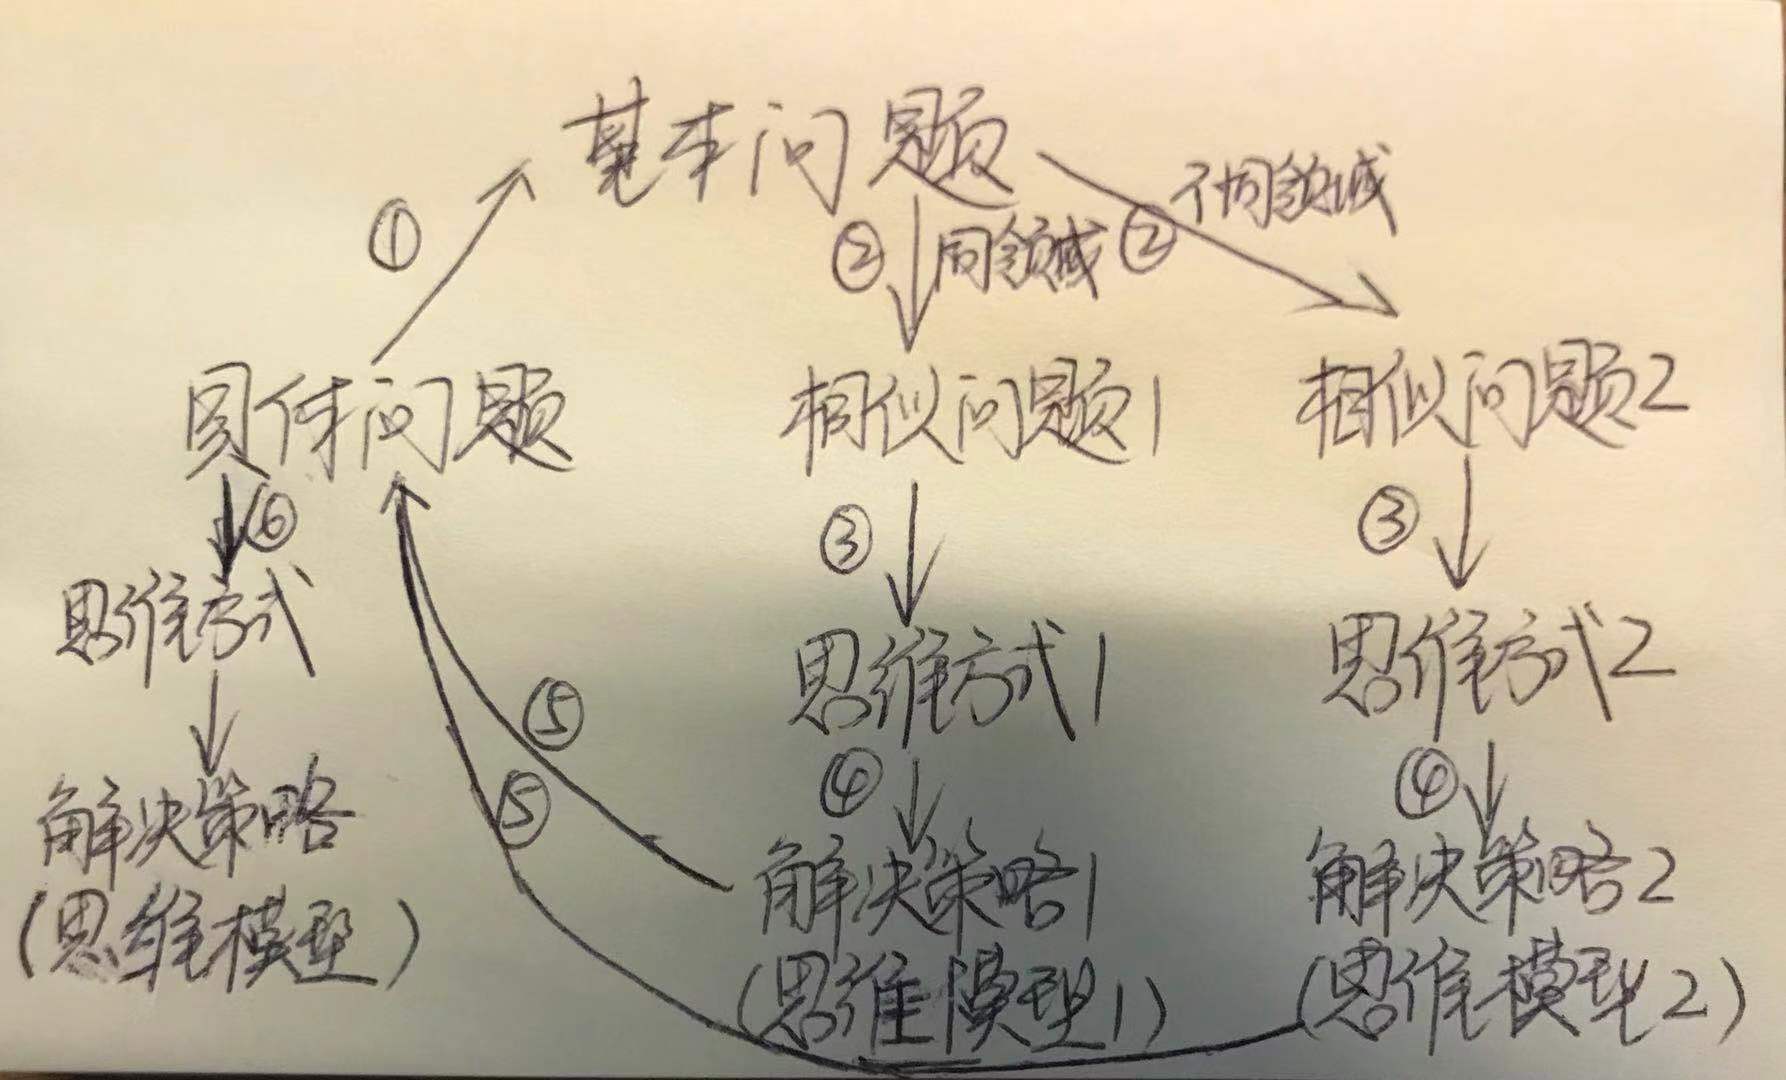 基本问题
① ② 同领域 ② 不同领域
具体问题 相似问题1 相似问题2
⑥ ③ ③
思维方式 思维方式1 思维方式2
⑤ ④ ④
⑤
解决策略 解决策略1 解决策略2
(思维模型) (思维模型1) (思维模型2)